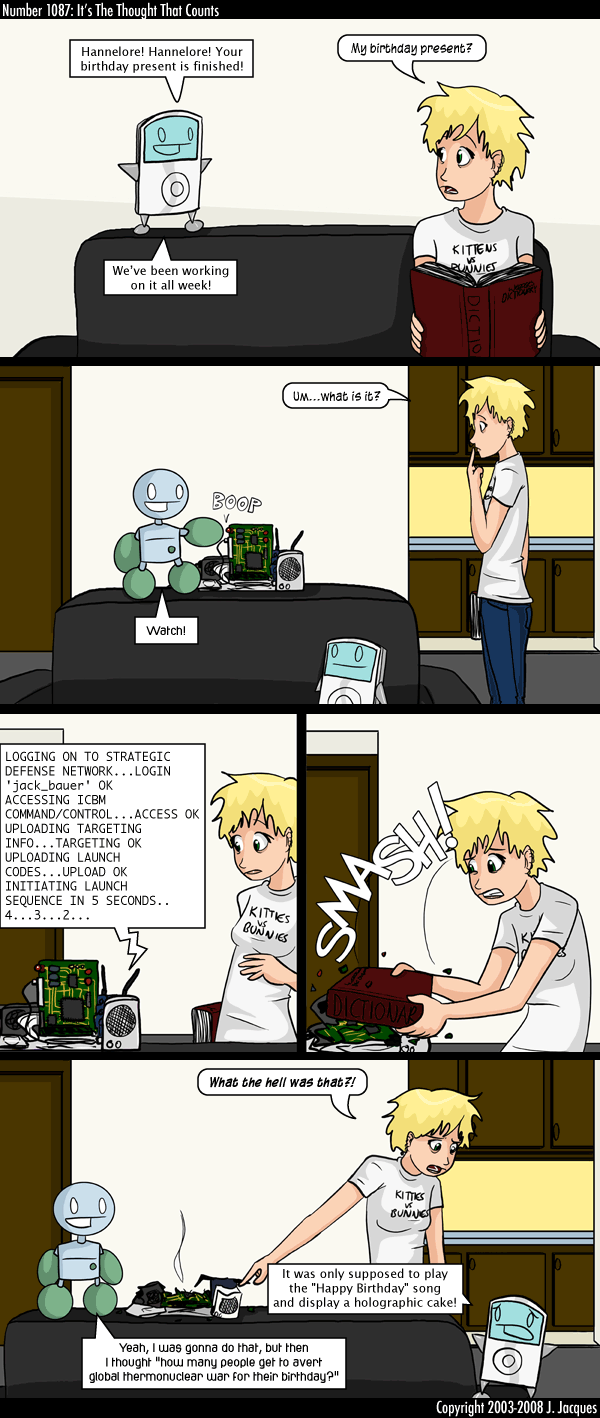 Number 1087: It's The Thought That Counts
Hannelore! Hannelore! Your
birthday present is finished!
My birthday present?
We've been working
on it all week!
KITTENS
VS
BUNNIES
DICTIO
DICTIONARY
Um...what is it?
BOOP
Watch!
LOGGING ON TO STRATEGIC
DEFENSE NETWORK...LOGIN
'jack_bauer' OK
ACCESSING ICBM
COMMAND/CONTROL...ACCESS OK
UPLOADING TARGETING
INFO...TARGETING OK
UPLOADING LAUNCH
CODES...UPLOAD OK
INITIATING LAUNCH
SEQUENCE IN 5 SECONDS..
4...3...2...
KITTIES
VS
BUNNIES
SMASH!
KI
VS
BUNN
DICTIONAR
What the hell was that?!
KITTIES
VS
BUNNIES
It was only supposed to play
the "Happy Birthday" song
and display a holographic cake!
Yeah, I was gonna do that, but then
I thought "how many people get to avert
global thermonuclear war for their birthday?"
Copyright 2003-2008 J. Jacques